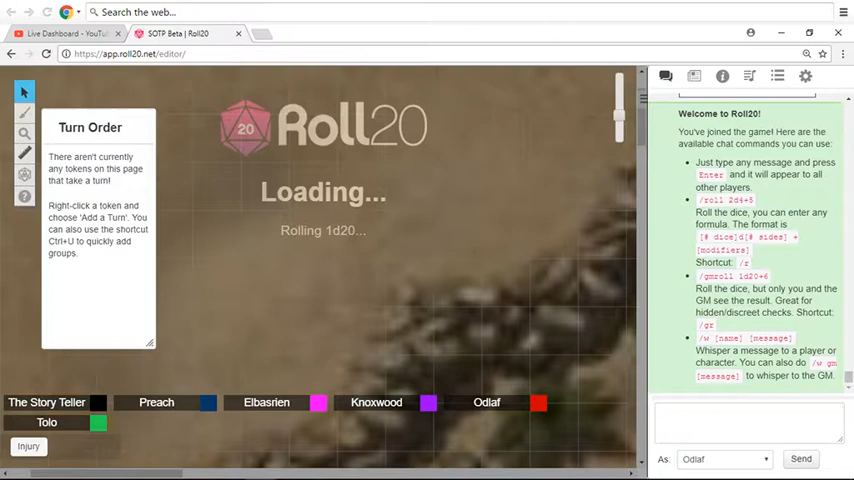 Search the web...
Live Dashboard - YouTu
SOTP Beta | Roll20
https://app.roll20.net/editor/
Turn Order
There aren't currently
any tokens on this page
that take a turn!
Right-click a token and
choose 'Add a Turn'. You
can also use the shortcut
Ctrl+U to quickly add
groups.
20
Roll20
Loading...
Rolling 1d20...
The Story Teller
Preach
Elbasrien
Knoxwood
Odlaf
Tolo
Injury
Welcome to Roll20!
You've joined the game! Here are the
available chat commands you can use:
Just type any message and press
Enter and it will appear to all
other players.
/roll 2d4+5
Roll the dice, you can enter any
formula. The format is
[# dice]d[# sides] +
[modifiers]
Shortcut: /r
/gmroll 1d20+6
Roll the dice, but only you and the
GM see the result. Great for
hidden/discreet checks. Shortcut:
/gr
/w [name] [message]
Whisper a message to a player or
character. You can also do /w gm
[message] to whisper to the GM.
As:
Odlaf
Send